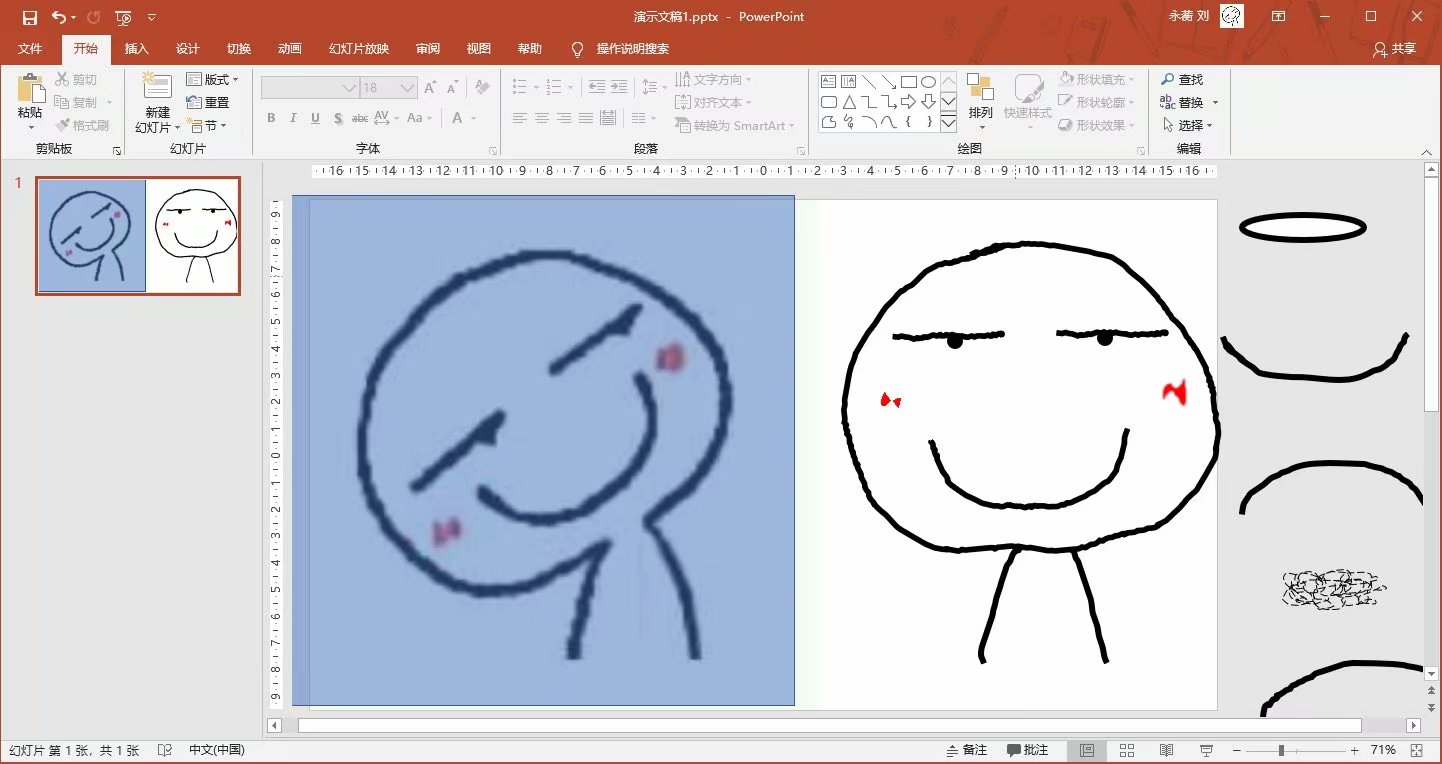 演示文稿1.pptx - PowerPoint
永蓠 刘
文件 开始 插入 设计 切换 动画 幻灯片放映 审阅 视图 帮助 操作说明搜索 共享
粘贴 剪切 复制 格式刷 剪贴板
新建 幻灯片 版式 重置 节 幻灯片
18
B I U S abc AV Aa A 字体
文字方向 对齐文本 转换为 SmartArt 段落
排列 快速样式 形状填充 形状轮廓 形状效果 绘图
查找 替换 选择 编辑
16 15 14 13 12 11 10 9 8 7 6 5 4 3 2 1 0 1 2 3 4 5 6 7 8 9 10 11 12 13 14 15 16
1
9 8 7 6 5 4 3 2 1 0 1 2 3 4 5 6 7 8 9
幻灯片 第 1 张，共 1 张 中文(中国) 备注 批注 71%